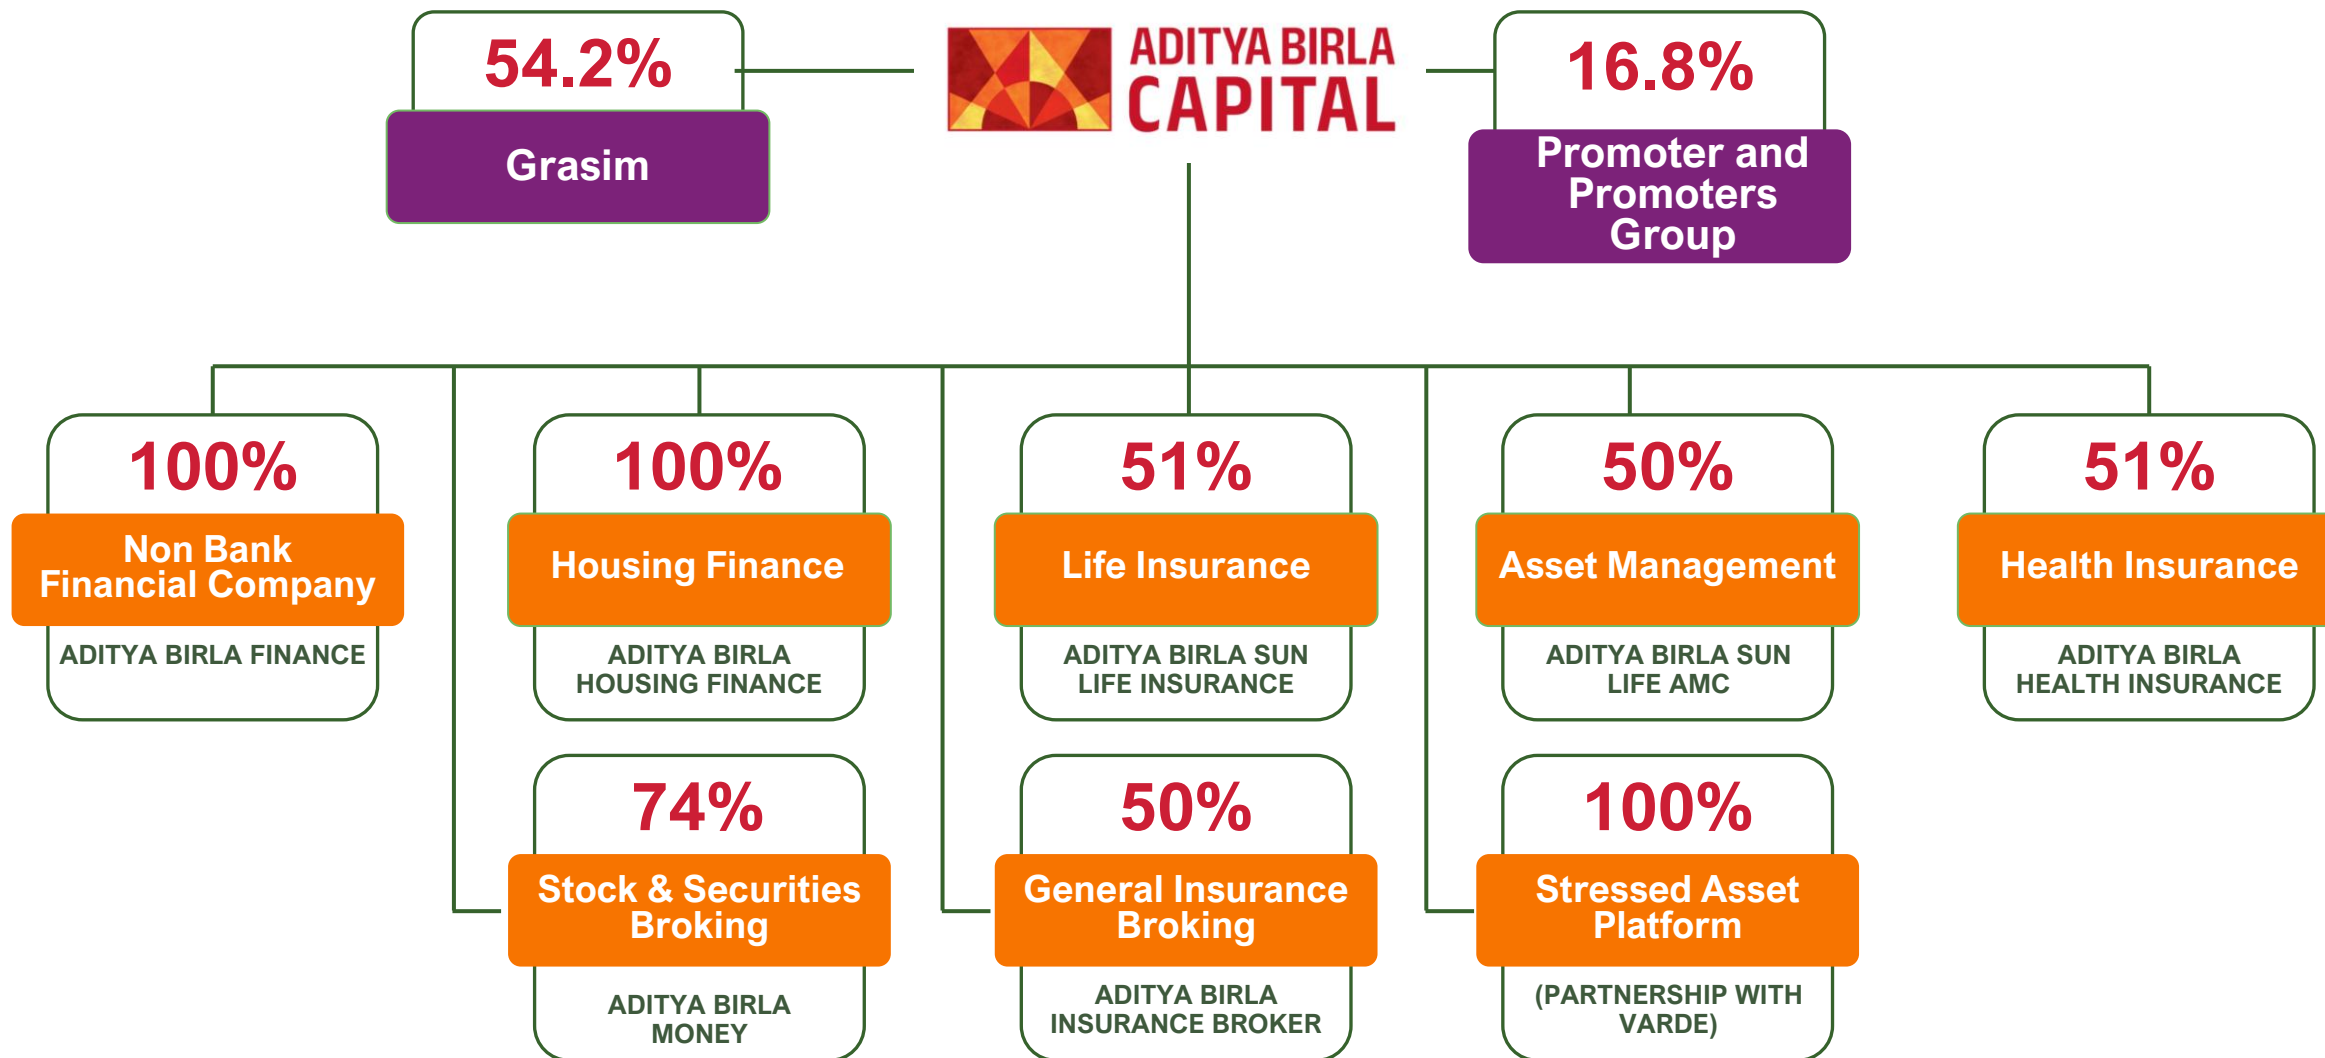 54.2%
Grasim
ADITYA BIRLA
CAPITAL
16.8%
Promoter and
Promoters
Group
100%
Non Bank
Financial Company
ADITYA BIRLA FINANCE
100%
Housing Finance
ADITYA BIRLA
HOUSING FINANCE
51%
Life Insurance
ADITYA BIRLA SUN
LIFE INSURANCE
50%
Asset Management
ADITYA BIRLA SUN
LIFE AMC
51%
Health Insurance
ADITYA BIRLA
HEALTH INSURANCE
74%
Stock & Securities
Broking
ADITYA BIRLA
MONEY
50%
General Insurance
Broking
ADITYA BIRLA
INSURANCE BROKER
100%
Stressed Asset
Platform
(PARTNERSHIP WITH
VARDE)